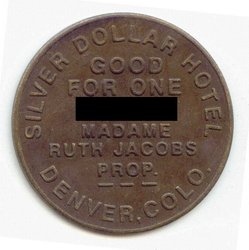 SILVER DOLLAR HOTEL
GOOD
FOR ONE
MADAME
RUTH JACOBS
PROP.
DENVER, COLO.